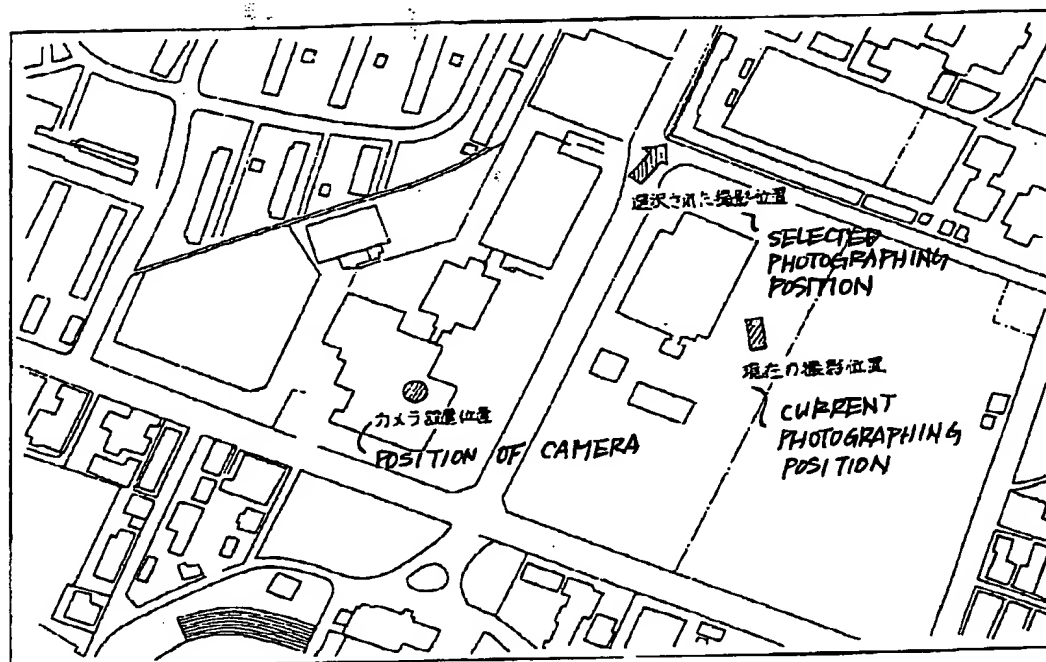 選択された撮影位置
SELECTED
PHOTOGRAPHING
POSITION
現在の撮影位置
CURRENT
PHOTOGRAPHING
POSITION
カメラ設置位置
POSITION OF CAMERA